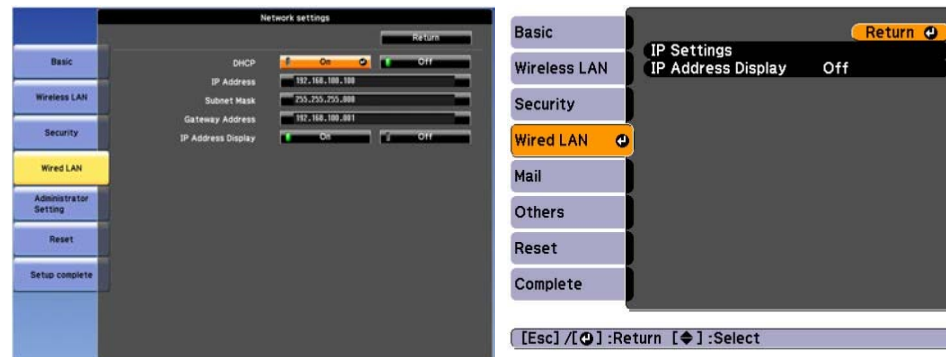 Network settings
Return
Basic
Wireless LAN
Security
Wired LAN
Administrator
Setting
Reset
Setup complete
DHCP On Off
IP Address 192.168.100.100
Subnet Mask 255.255.255.000
Gateway Address 192.168.100.001
IP Address Display On Off
Basic
Wireless LAN
Security
Wired LAN
Mail
Others
Reset
Complete
Return
IP Settings
IP Address Display Off
[Esc] /[ ] :Return [ ] :Select